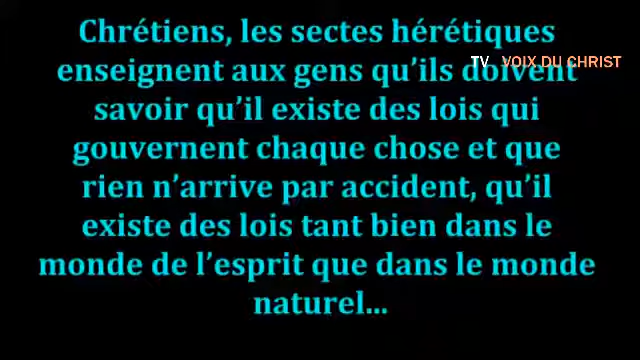 Chrétiens, les sectes hérétiques
enseignent aux gens qu’ils doivent
TV VOIX DU CHRIST
savoir qu’il existe des lois qui
gouvernent chaque chose et que
rien n’arrive par accident, qu’il
existe des lois tant bien dans le
monde de l’esprit que dans le monde
naturel...